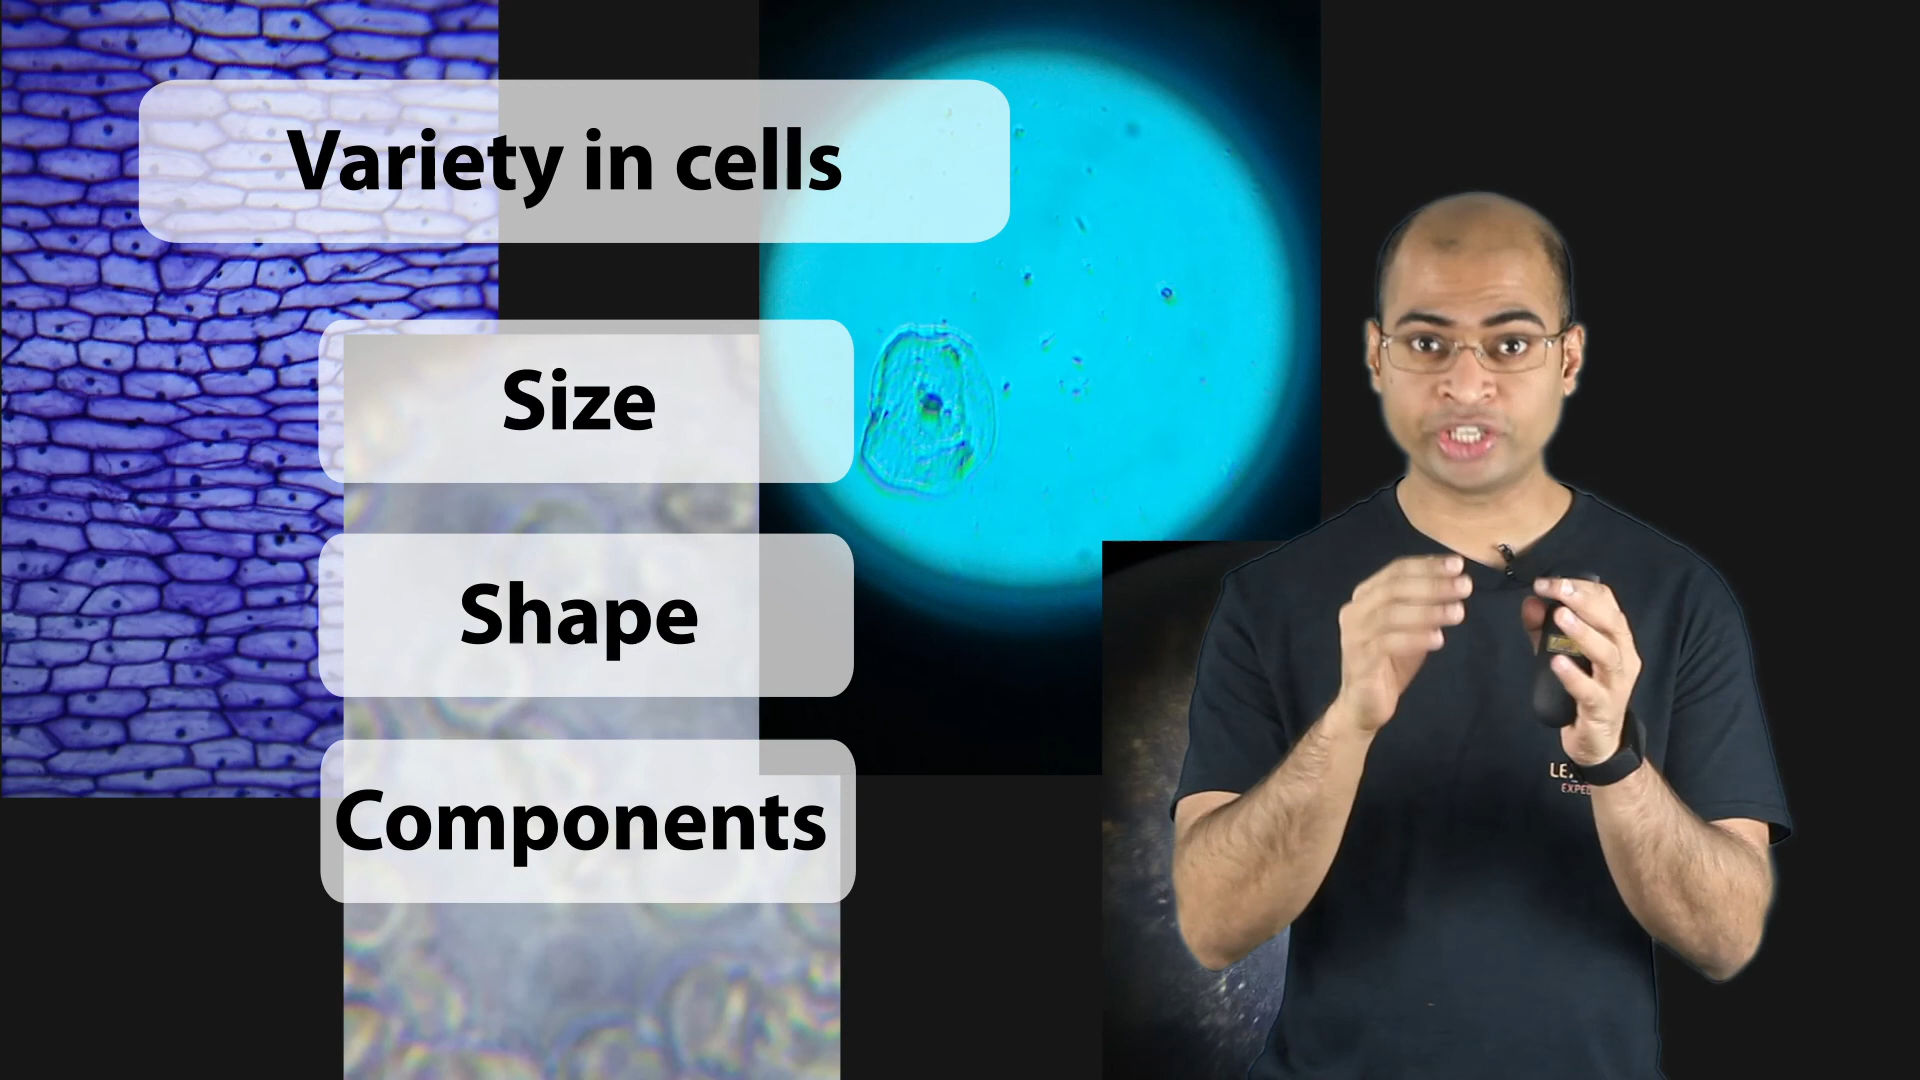 Variety in cells
Size
Shape
Components